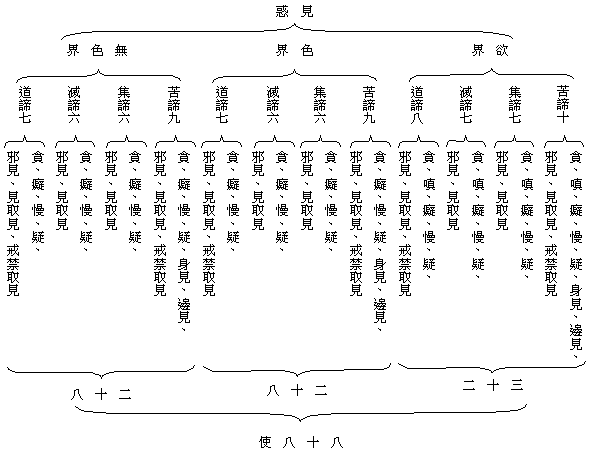 見惑
欲界
色界
無色界
苦諦十
集諦七
滅諦七
道諦八
苦諦九
集諦六
滅諦六
道諦七
苦諦九
集諦六
滅諦六
道諦七
貪、嗔、癡、慢、疑、身見、邊見、
邪見、見取見、戒禁取見
貪、嗔、癡、慢、疑、
邪見、見取見
貪、嗔、癡、慢、疑、
邪見、見取見
貪、嗔、癡、慢、疑、
邪見、見取見、戒禁取見
貪、癡、慢、疑、身見、邊見、
邪見、見取見、戒禁取見
貪、癡、慢、疑、
邪見、見取見
貪、癡、慢、疑、
邪見、見取見
貪、癡、慢、疑、
邪見、見取見、戒禁取見
貪、癡、慢、疑、身見、邊見、
邪見、見取見、戒禁取見
貪、癡、慢、疑、
邪見、見取見
貪、癡、慢、疑、
邪見、見取見
貪、癡、慢、疑、
邪見、見取見、戒禁取見
三十二
二十八
二十八
八十八使